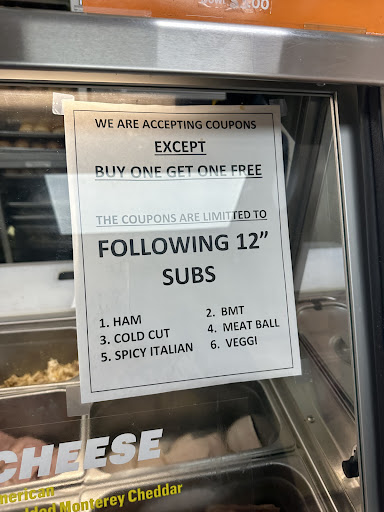 WE ARE ACCEPTING COUPONS
EXCEPT
BUY ONE GET ONE FREE
THE COUPONS ARE LIMITTED TO
FOLLOWING 12"
SUBS
1. HAM
2. BMT
3. COLD CUT
4. MEAT BALL
5. SPICY ITALIAN
6. VEGGI
CHEESE
Monterey Cheddar